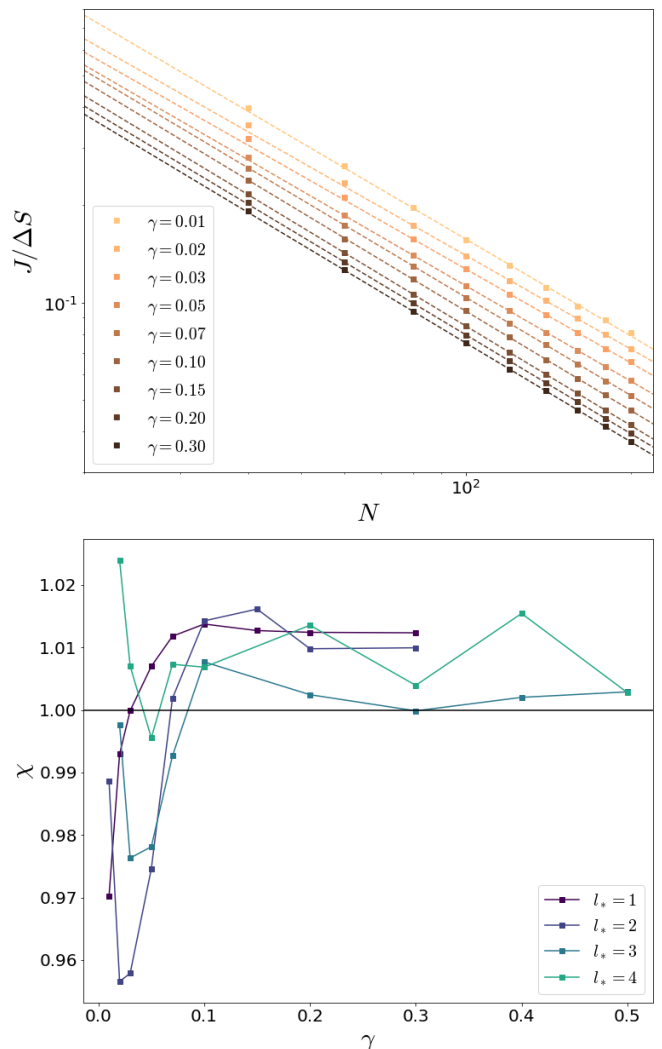 J/ΔS
10⁻¹
γ = 0.01
γ = 0.02
γ = 0.03
γ = 0.05
γ = 0.07
γ = 0.10
γ = 0.15
γ = 0.20
γ = 0.30
10²
N
χ
1.02
1.01
1.00
0.99
0.98
0.97
0.96
l* = 1
l* = 2
l* = 3
l* = 4
0.0 0.1 0.2 0.3 0.4 0.5
γ